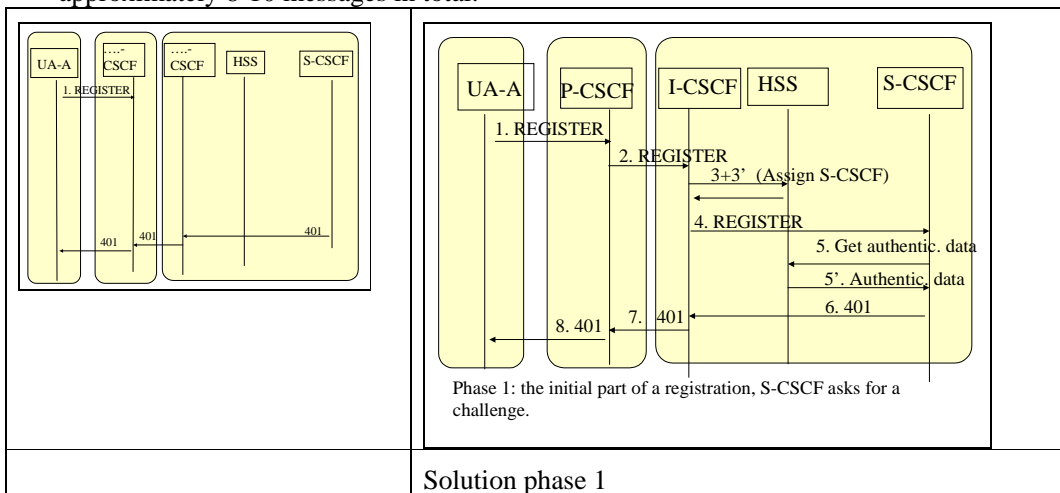 approximately 8-10 messages in total.
UA-A
….-
CSCF
….-
CSCF
HSS
S-CSCF
1. REGISTER
401
401
401
UA-A
P-CSCF
I-CSCF
HSS
S-CSCF
1. REGISTER
2. REGISTER
3+3’ (Assign S-CSCF)
4. REGISTER
5. Get authentic. data
5’. Authentic. data
6. 401
7. 401
8. 401
Phase 1: the initial part of a registration, S-CSCF asks for a
challenge.
Solution phase 1